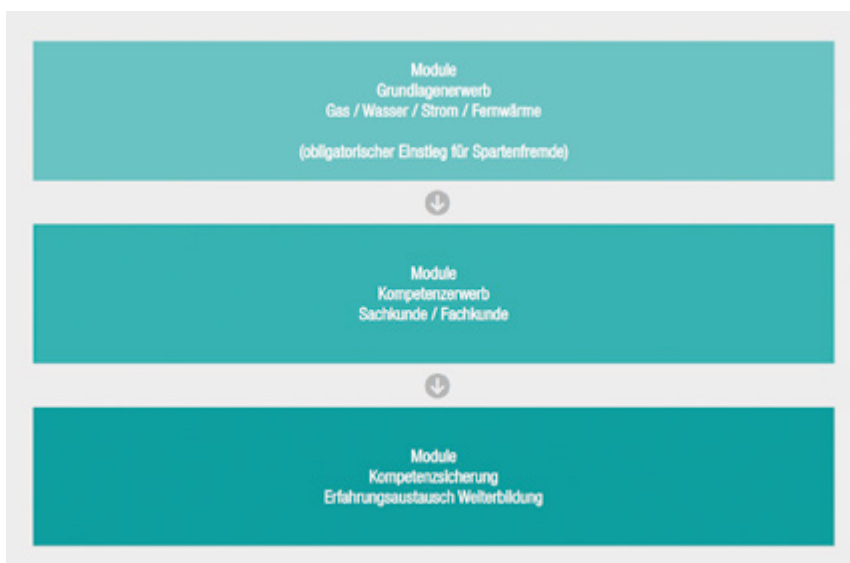 Module
Grundlagenerwerb
Gas / Wasser / Strom / Fernwärme
(obligatorischer Einstieg für Spartenfremde)
Module
Kompetenzerwerb
Sachkunde / Fachkunde
Module
Kompetenzsicherung
Erfahrungsaustausch Weiterbildung